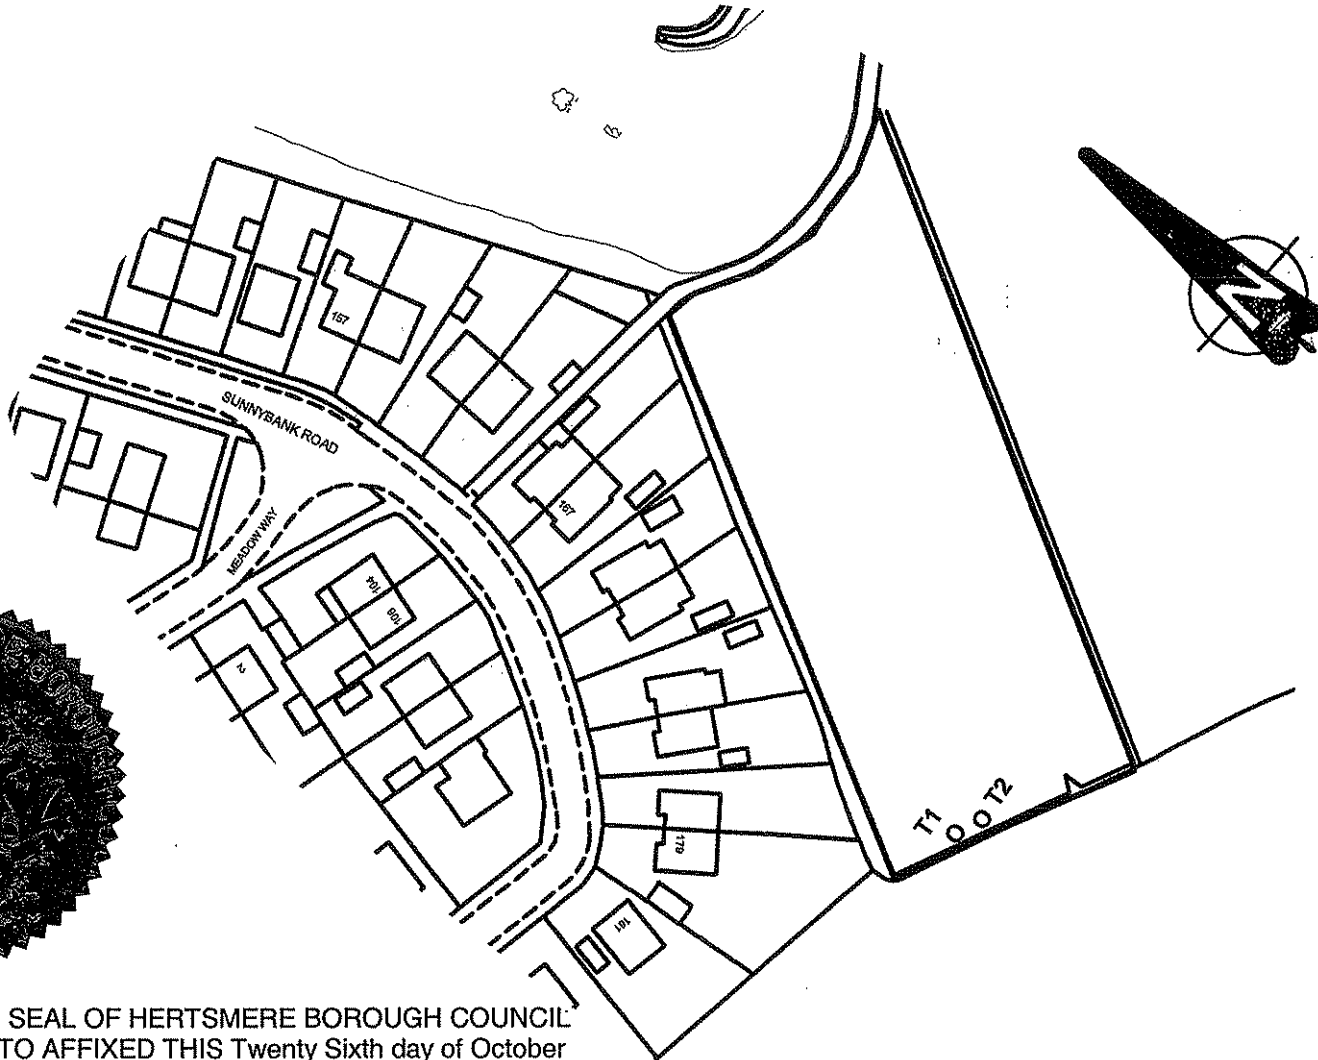 157
SUNNYBANK ROAD
N
167
MEADOW WAY
104
108
2
T1
T2
179
181
SEAL OF HERTSMERE BOROUGH COUNCIL
TO AFFIXED THIS Twenty Sixth day of October